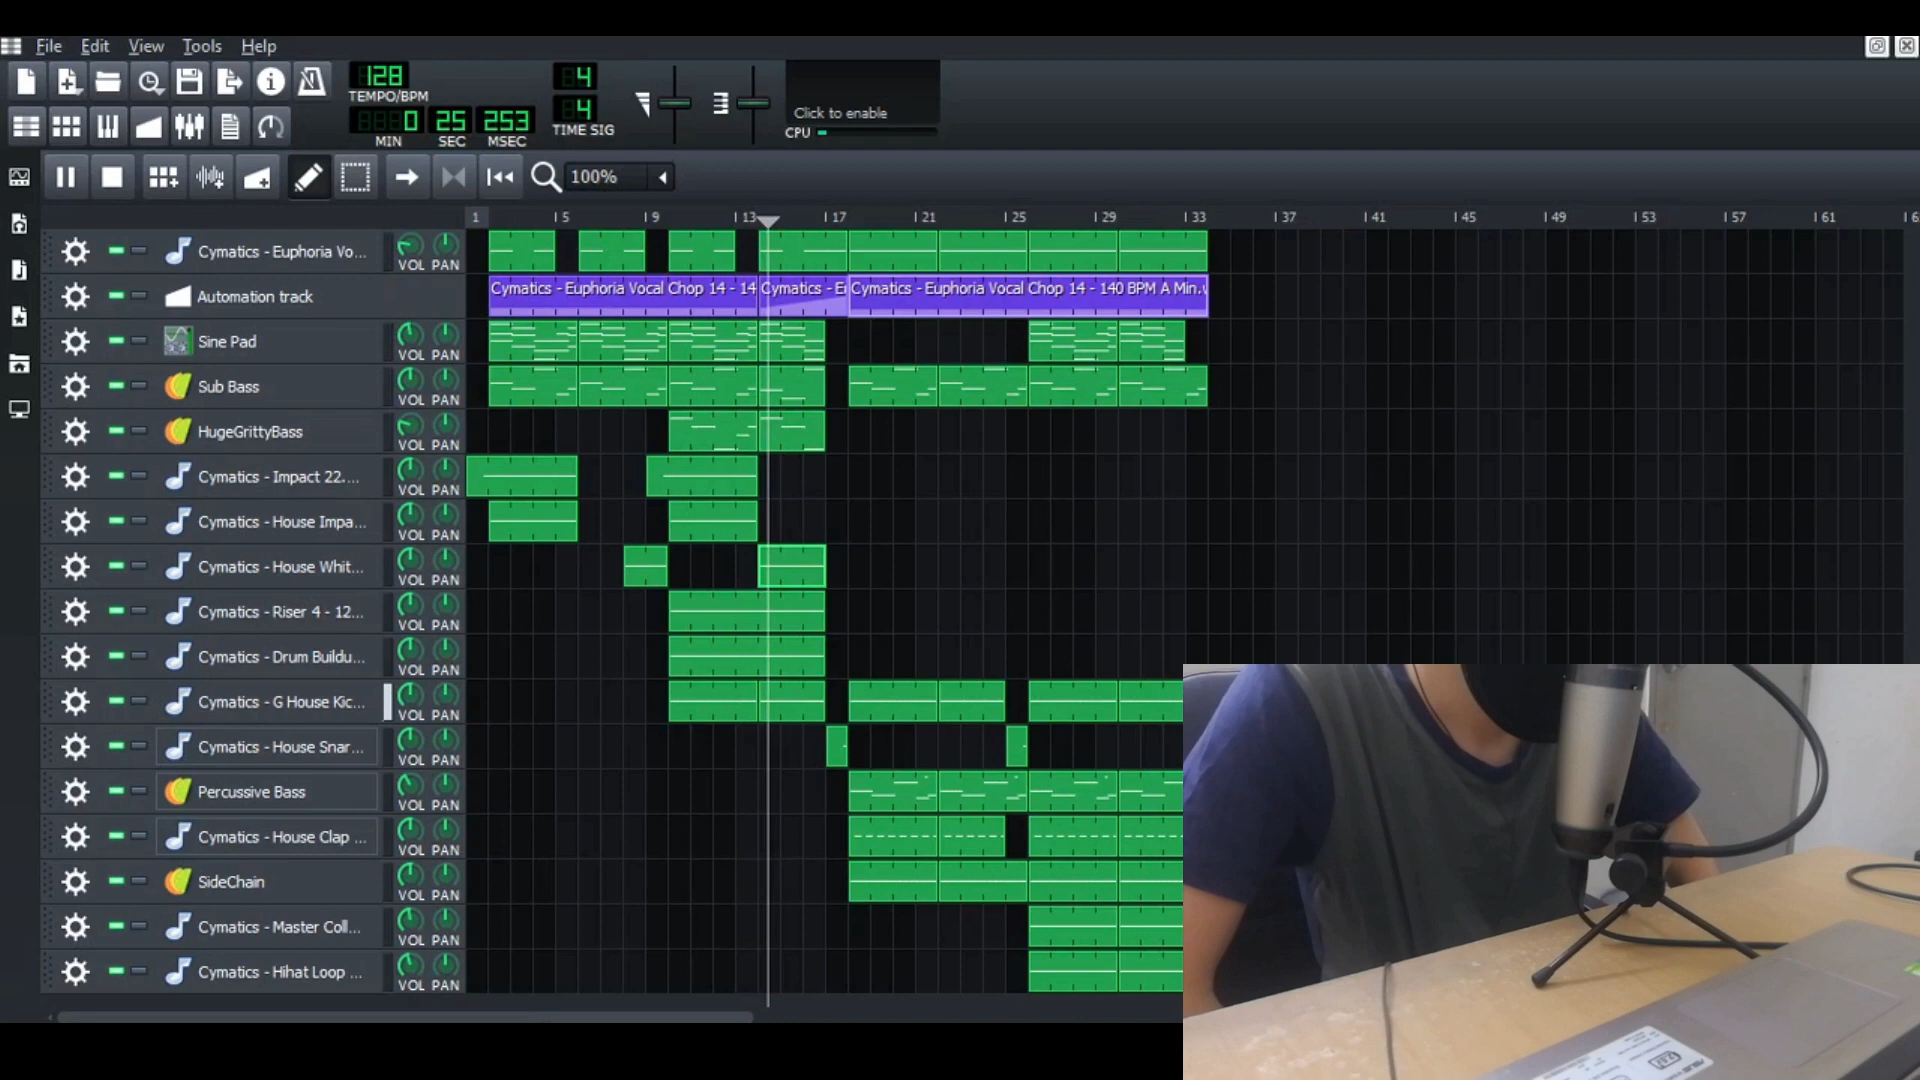 File Edit View Tools Help
128
TEMPO/BPM
0 25 253
MIN SEC MSEC
4
4
TIME SIG
Click to enable
CPU
100%
1 5 9 13 17 21 25 29 33 37 41 45 49 53 57 61
Cymatics - Euphoria Vo... VOL PAN
Automation track
Cymatics - Euphoria Vocal Chop 14 - 14 Cymatics - E Cymatics - Euphoria Vocal Chop 14 - 140 BPM A Min.
Sine Pad VOL PAN
Sub Bass VOL PAN
HugeGrittyBass VOL PAN
Cymatics - Impact 22.... VOL PAN
Cymatics - House Impa... VOL PAN
Cymatics - House Whit... VOL PAN
Cymatics - Riser 4 - 12... VOL PAN
Cymatics - Drum Buildu... VOL PAN
Cymatics - G House Kic... VOL PAN
Cymatics - House Snar... VOL PAN
Percussive Bass VOL PAN
Cymatics - House Clap ... VOL PAN
SideChain VOL PAN
Cymatics - Master Coll... VOL PAN
Cymatics - Hihat Loop ... VOL PAN